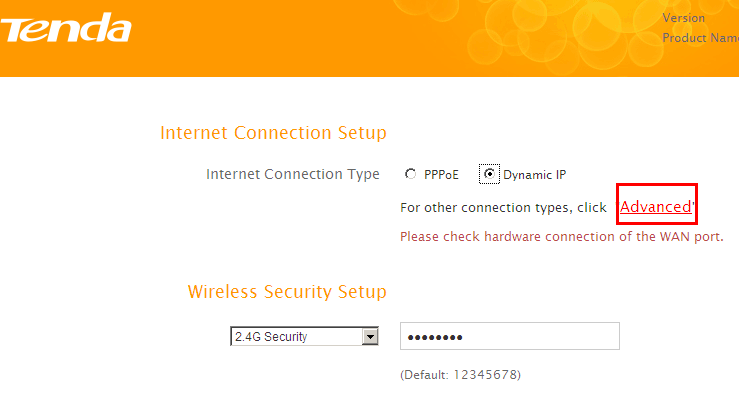 Tenda
Version
Product Nam
Internet Connection Setup
Internet Connection Type PPPoE Dynamic IP
For other connection types, click 'Advanced'
Please check hardware connection of the WAN port.
Wireless Security Setup
2.4G Security ••••••••
(Default: 12345678)